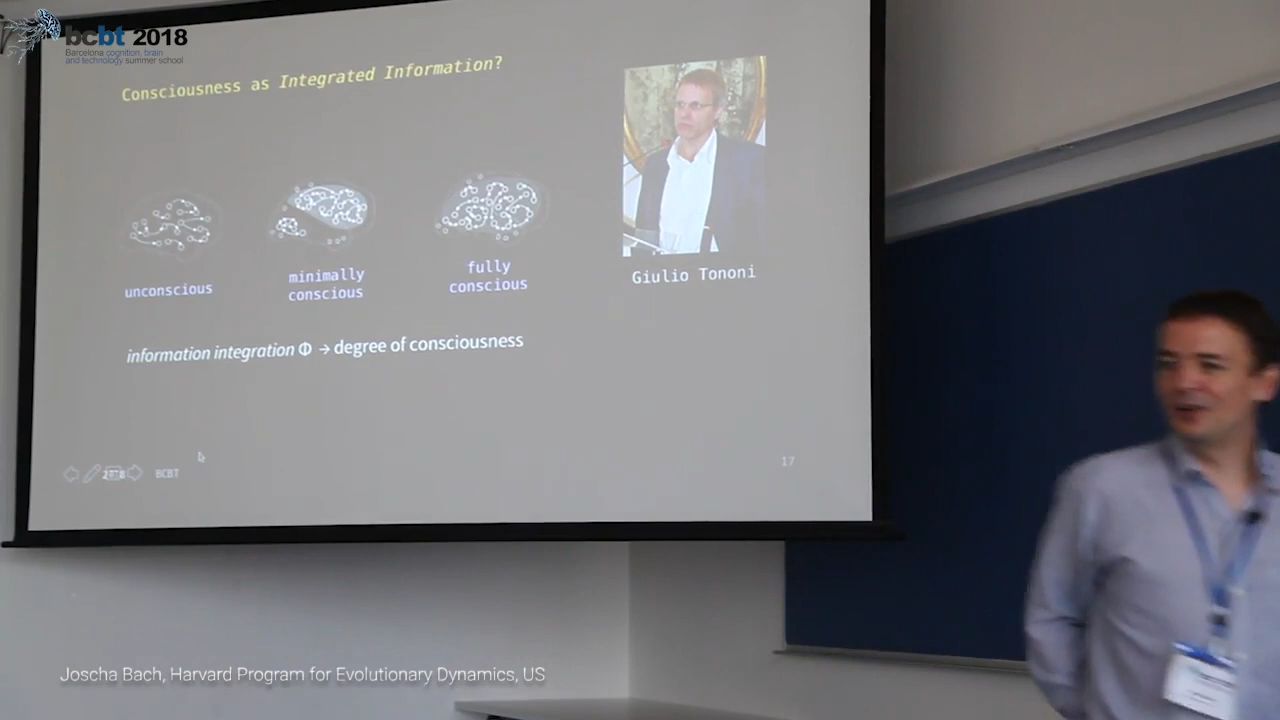 bcbt 2018
Barcelona cognition, brain
and technology summer school
Consciousness as Integrated Information?
unconscious
minimally
conscious
fully
conscious
Giulio Tononi
information integration Φ → degree of consciousness
2018
BCBT
17
Joscha Bach, Harvard Program for Evolutionary Dynamics, US